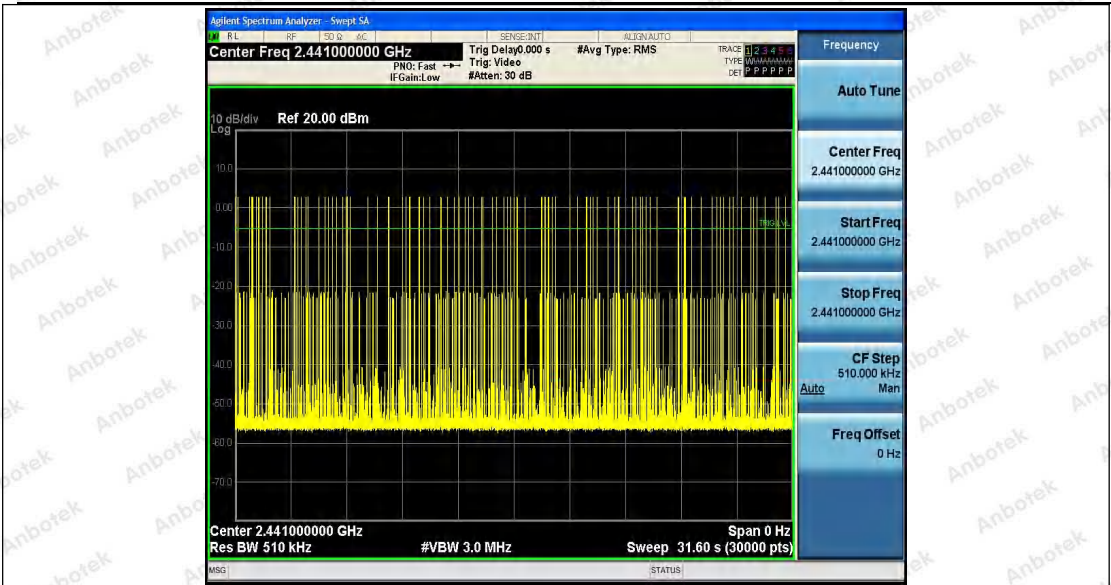 Agilent Spectrum Analyzer - Swept SA
RL RF 50 Ω AC SENSE:INT ALIGNAUTO
Center Freq 2.441000000 GHz
PNO: Fast
IFGain:Low
Trig Delay0.000 s
Trig: Video
#Atten: 30 dB
#Avg Type: RMS
TRACE 1 2 3 4 5 6
TYPE
DET P P P P P P
10 dB/div
Log
Ref 20.00 dBm
10.0
0.00
-10.0
-20.0
-30.0
-40.0
-50.0
-60.0
-70.0
TRIG LVL
Center 2.441000000 GHz
Span 0 Hz
Res BW 510 kHz
#VBW 3.0 MHz
Sweep 31.60 s (30000 pts)
MSG
STATUS
Frequency
Auto Tune
Center Freq
2.441000000 GHz
Start Freq
2.441000000 GHz
Stop Freq
2.441000000 GHz
CF Step
510.000 kHz
Auto Man
Freq Offset
0 Hz
Anbotek